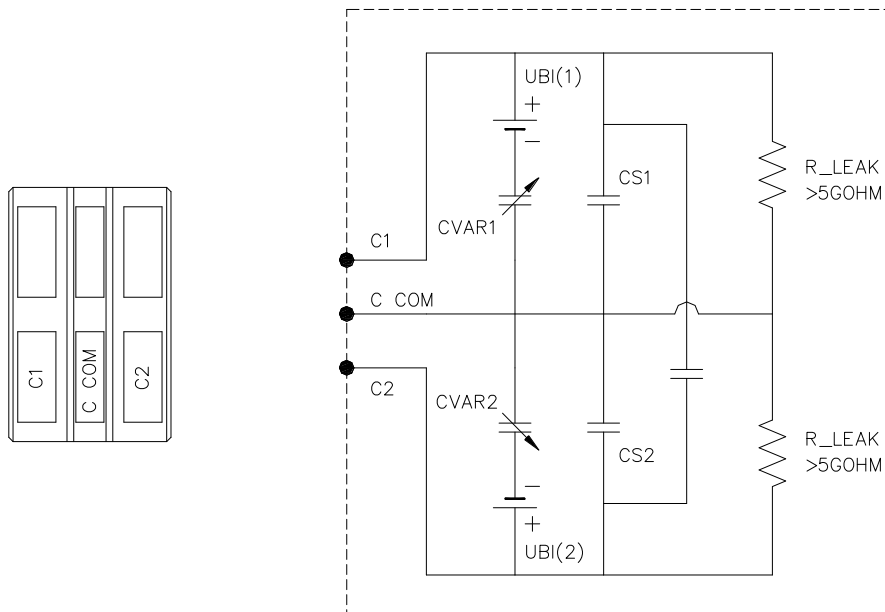 C1
C COM
C2
UBI(1)
+
−
CVAR1
CS1
R_LEAK
>5GOHM
C1
C COM
C2
CVAR2
CS2
R_LEAK
>5GOHM
−
+
UBI(2)